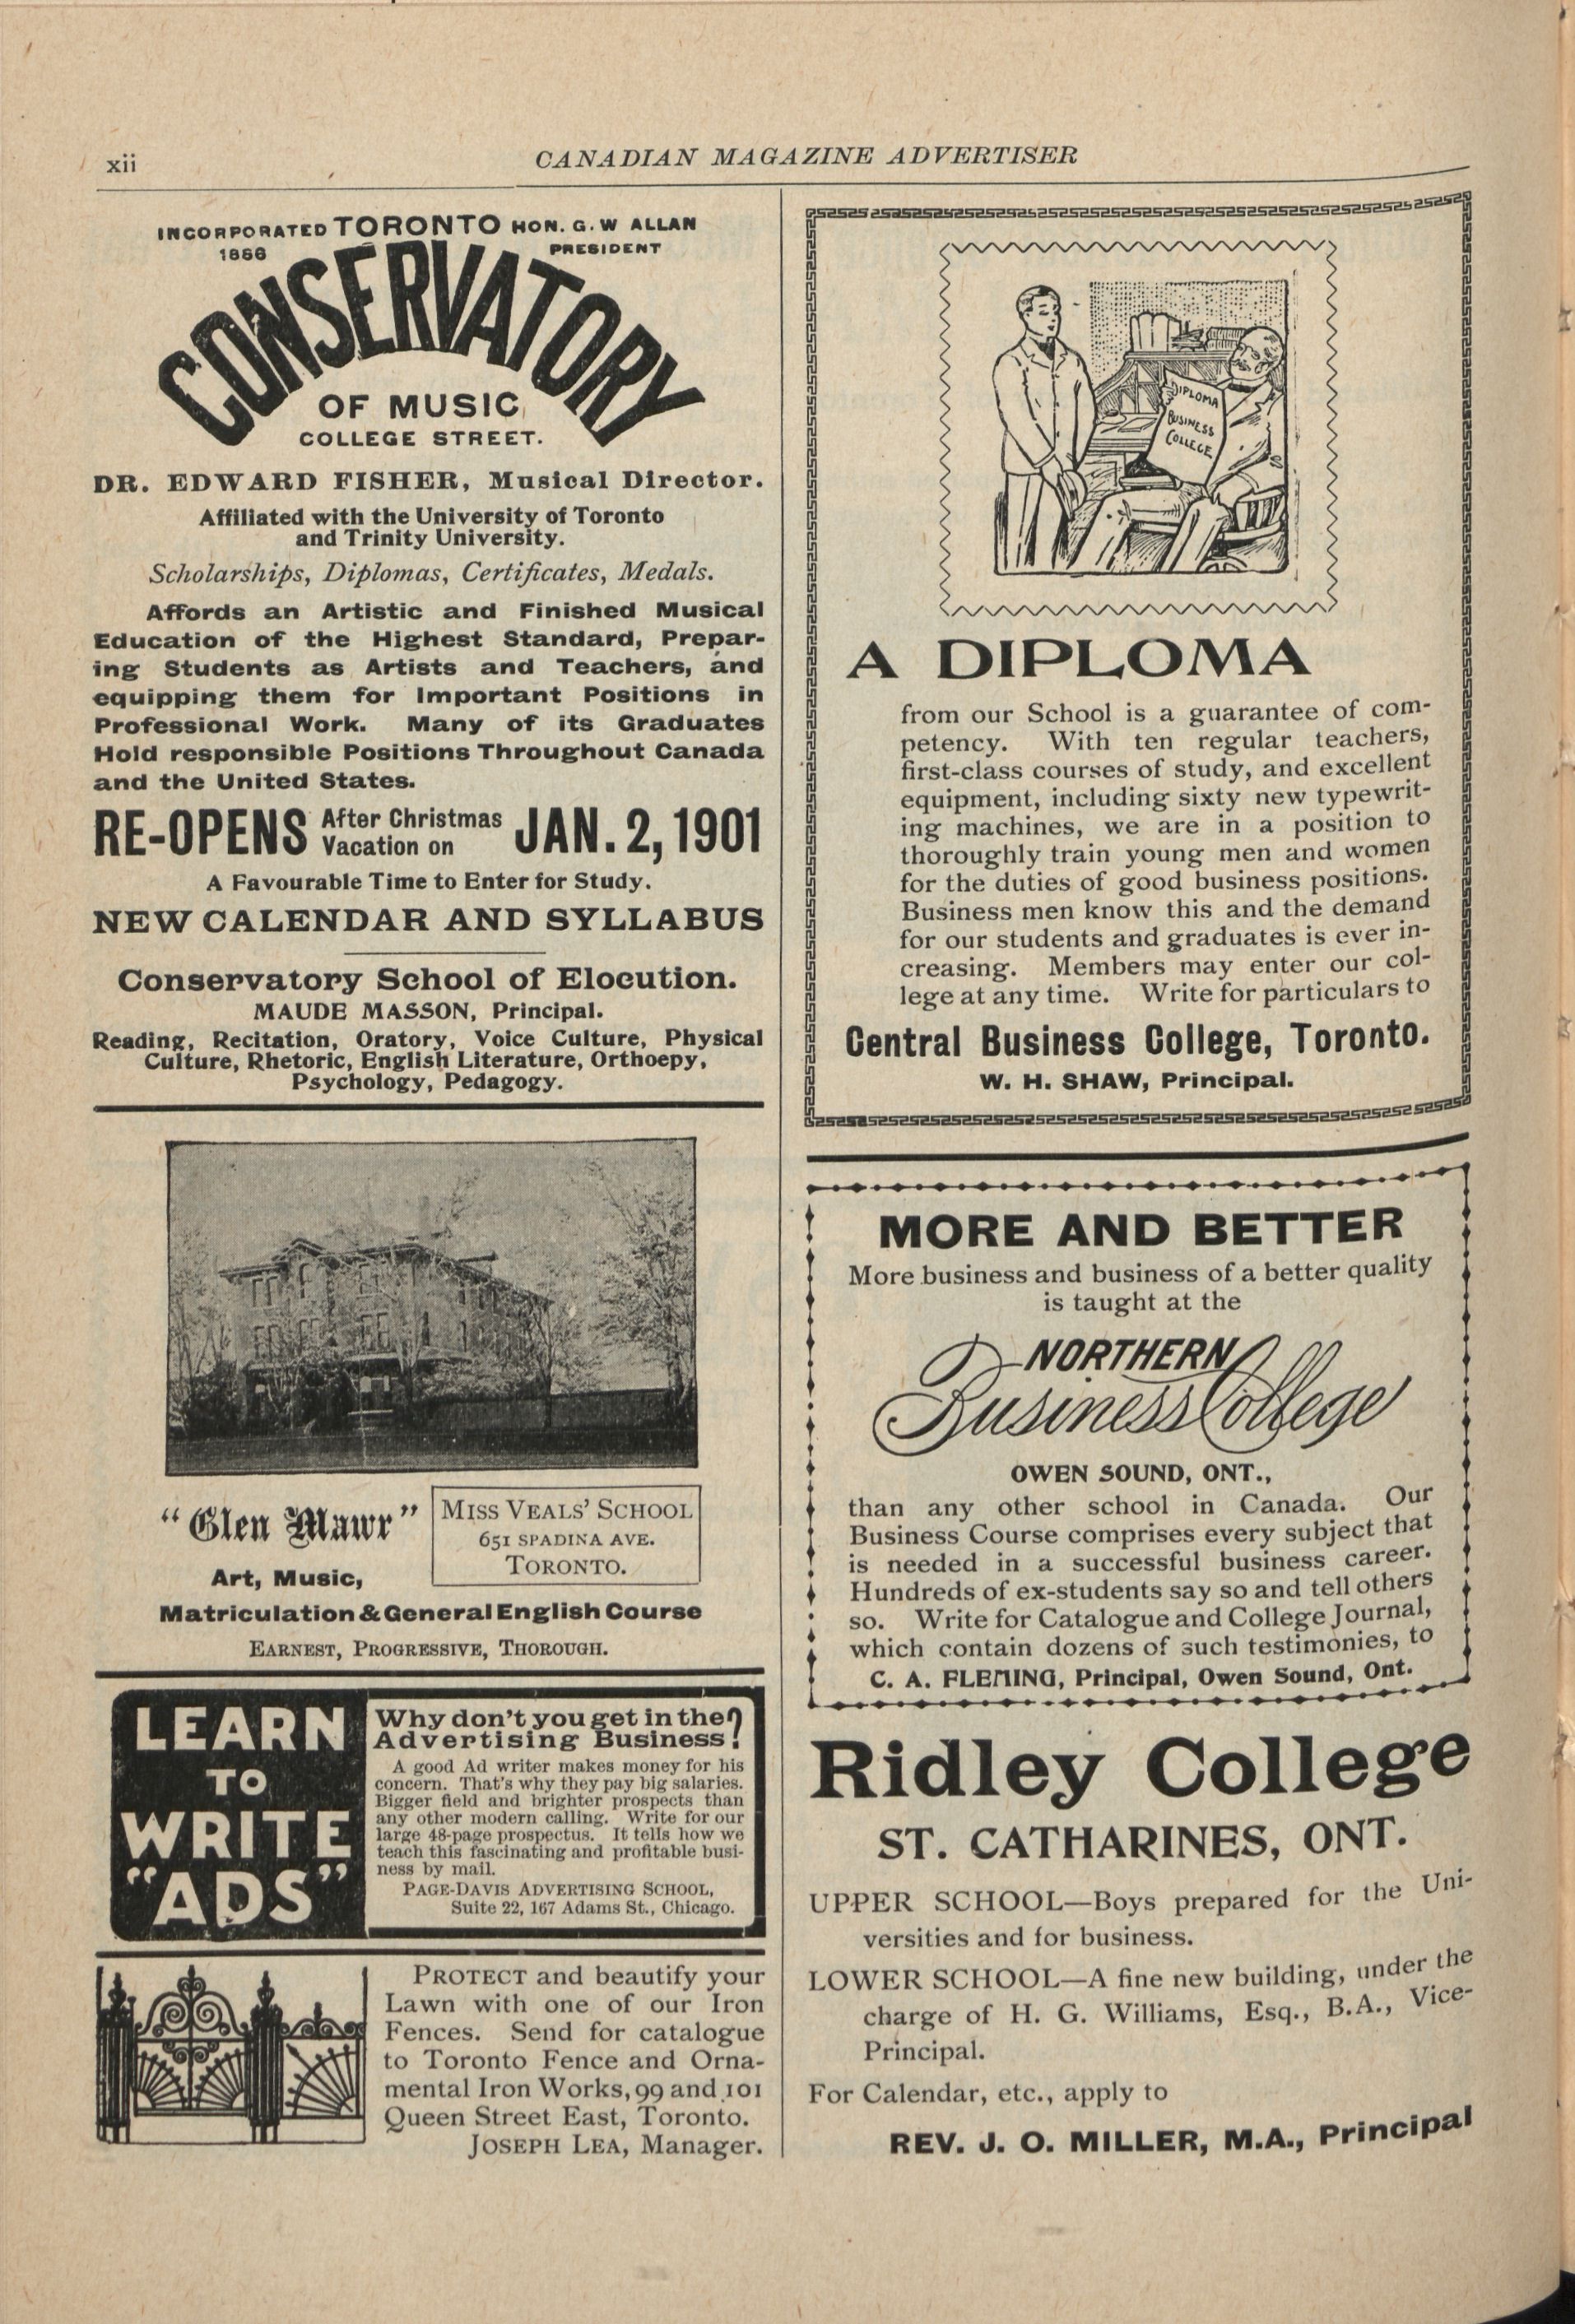 xii
CANADIAN MAGAZINE ADVERTISER
INCORPORATED TORONTO HON. G. W ALLAN
1886 PRESIDENT
CONSERVATORY
OF MUSIC
COLLEGE STREET.
DR. EDWARD FISHER, Musical Director.
Affiliated with the University of Toronto
and Trinity University.
Scholarships, Diplomas, Certificates, Medals.
Affords an Artistic and Finished Musical
Education of the Highest Standard, Prepar-
ing Students as Artists and Teachers, and
equipping them for Important Positions in
Professional Work. Many of its Graduates
Hold responsible Positions Throughout Canada
and the United States.
RE-OPENS After Christmas Vacation on JAN. 2, 1901
A Favourable Time to Enter for Study.
NEW CALENDAR AND SYLLABUS
Conservatory School of Elocution.
MAUDE MASSON, Principal.
Reading, Recitation, Oratory, Voice Culture, Physical
Culture, Rhetoric, English Literature, Orthoepy,
Psychology, Pedagogy.
"Glen Mawr"
MISS VEALS' SCHOOL
651 SPADINA AVE.
TORONTO.
Art, Music,
Matriculation & General English Course
EARNEST, PROGRESSIVE, THOROUGH.
LEARN
TO
WRITE
"ADS"
Why don't you get in the
Advertising Business?
A good Ad writer makes money for his
concern. That's why they pay big salaries.
Bigger field and brighter prospects than
any other modern calling. Write for our
large 48-page prospectus. It tells how we
teach this fascinating and profitable busi-
ness by mail.
PAGE-DAVIS ADVERTISING SCHOOL,
Suite 22, 167 Adams St., Chicago.
PROTECT and beautify your
Lawn with one of our Iron
Fences. Send for catalogue
to Toronto Fence and Orna-
mental Iron Works, 99 and 101
Queen Street East, Toronto.
JOSEPH LEA, Manager.
DIPLOMA
BUSINESS
COLLEGE
A DIPLOMA
from our School is a guarantee of com-
petency. With ten regular teachers,
first-class courses of study, and excellent
equipment, including sixty new typewrit-
ing machines, we are in a position to
thoroughly train young men and women
for the duties of good business positions.
Business men know this and the demand
for our students and graduates is ever in-
creasing. Members may enter our col-
lege at any time. Write for particulars to
Central Business College, Toronto.
W. H. SHAW, Principal.
MORE AND BETTER
More business and business of a better quality
is taught at the
NORTHERN
Business College
OWEN SOUND, ONT.,
than any other school in Canada. Our
Business Course comprises every subject that
is needed in a successful business career.
Hundreds of ex-students say so and tell others
so. Write for Catalogue and College Journal,
which contain dozens of such testimonies, to
C. A. FLEMING, Principal, Owen Sound, Ont.
Ridley College
ST. CATHARINES, ONT.
UPPER SCHOOL—Boys prepared for the Uni-
versities and for business.
LOWER SCHOOL—A fine new building, under the
charge of H. G. Williams, Esq., B.A., Vice-
Principal.
For Calendar, etc., apply to
REV. J. O. MILLER, M.A., Principal